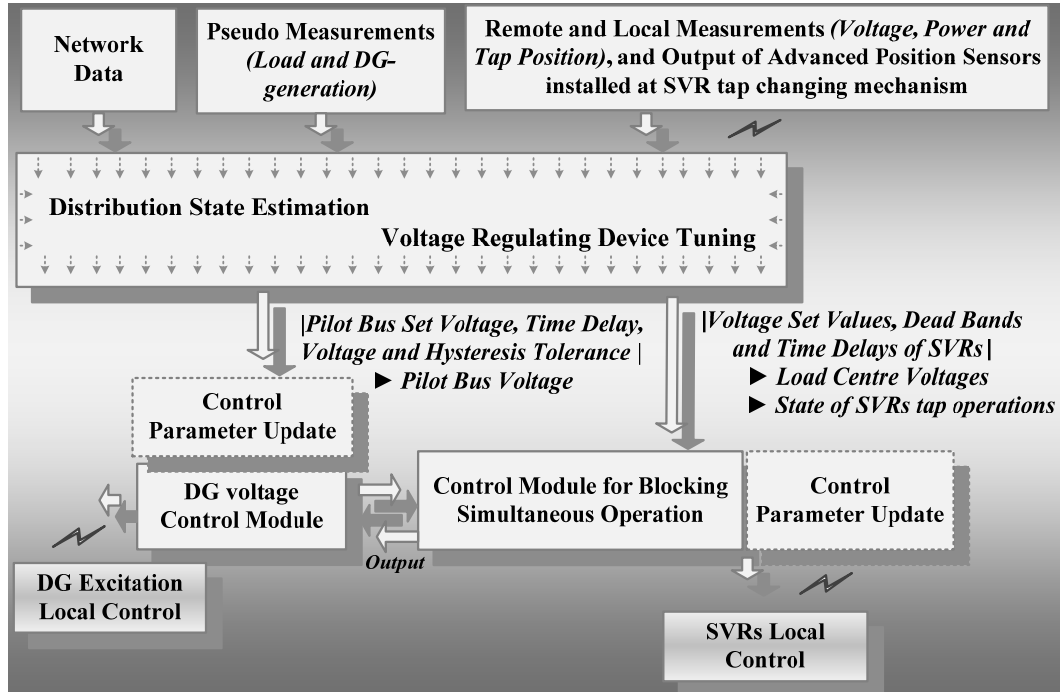 Network
Data
Pseudo Measurements
(Load and DG-
generation)
Remote and Local Measurements (Voltage, Power and
Tap Position), and Output of Advanced Position Sensors
installed at SVR tap changing mechanism
Distribution State Estimation
Voltage Regulating Device Tuning
|Pilot Bus Set Voltage, Time Delay,
Voltage and Hysteresis Tolerance |
► Pilot Bus Voltage
|Voltage Set Values, Dead Bands
and Time Delays of SVRs|
► Load Centre Voltages
► State of SVRs tap operations
Control
Parameter Update
DG voltage
Control Module
Control Module for Blocking
Simultaneous Operation
Control
Parameter Update
Output
DG Excitation
Local Control
SVRs Local
Control